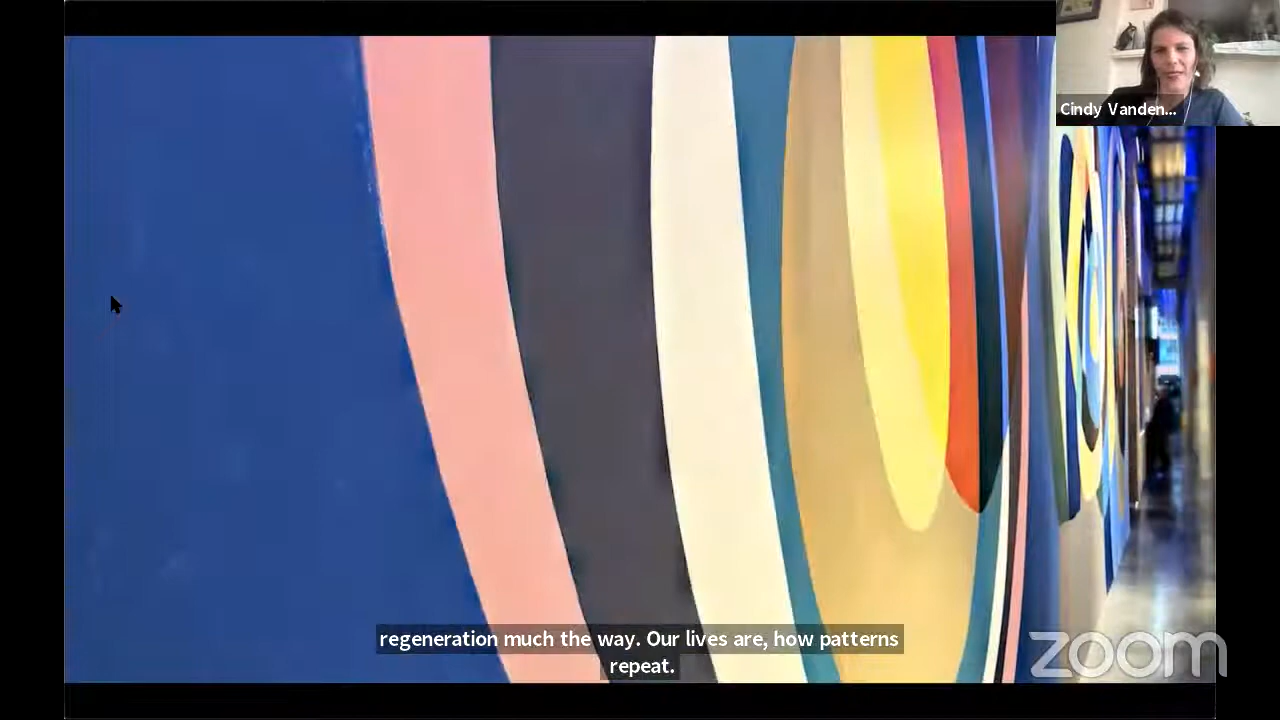 Cindy Vanden...
regeneration much the way. Our lives are, how patterns
repeat.
zoom